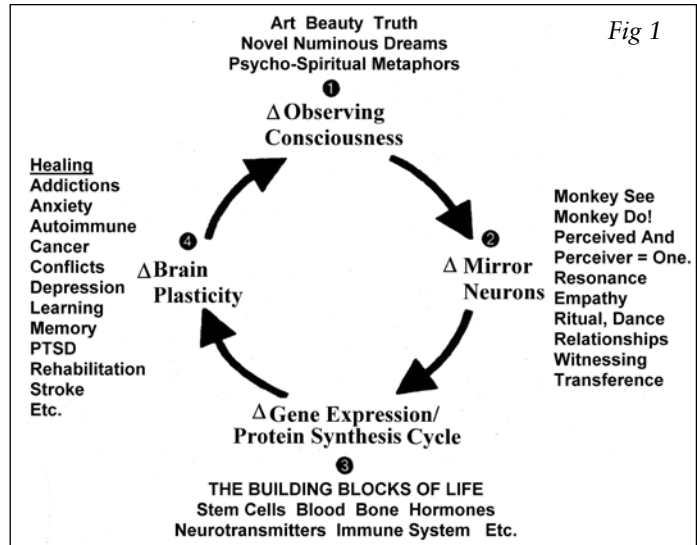 Fig 1
Art Beauty Truth
Novel Numinous Dreams
Psycho-Spiritual Metaphors
❶
Δ Observing
Consciousness
❷
Δ Mirror
Neurons
Monkey See
Monkey Do!
Perceived And
Perceiver = One.
Resonance
Empathy
Ritual, Dance
Relationships
Witnessing
Transference
Δ Gene Expression/
Protein Synthesis Cycle
❸
THE BUILDING BLOCKS OF LIFE
Stem Cells Blood Bone Hormones
Neurotransmitters Immune System Etc.
❹
Δ Brain
Plasticity
Healing
Addictions
Anxiety
Autoimmune
Cancer
Conflicts
Depression
Learning
Memory
PTSD
Rehabilitation
Stroke
Etc.